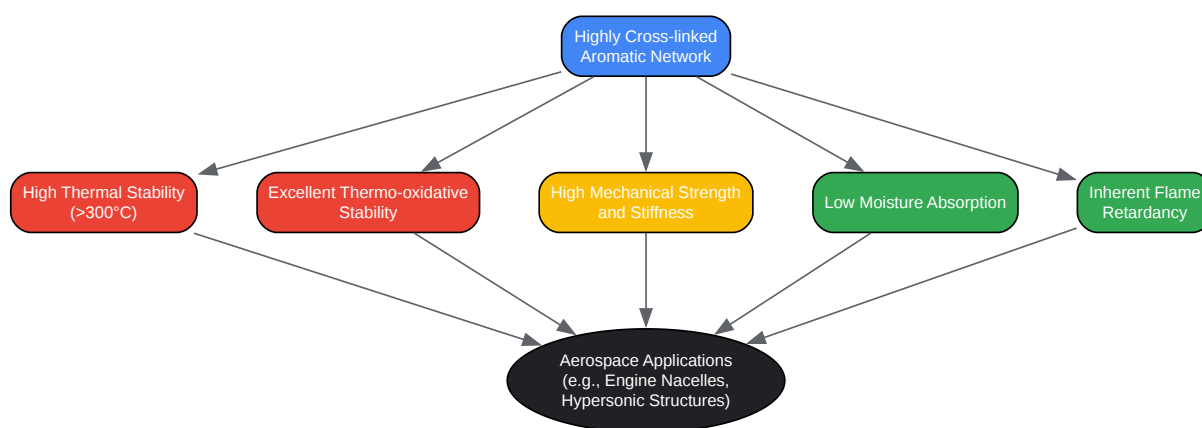 Highly Cross-linked
Aromatic Network
High Thermal Stability
(>300°C)
Excellent Thermo-oxidative
Stability
High Mechanical Strength
and Stiffness
Low Moisture Absorption
Inherent Flame
Retardancy
Aerospace Applications
(e.g., Engine Nacelles,
Hypersonic Structures)